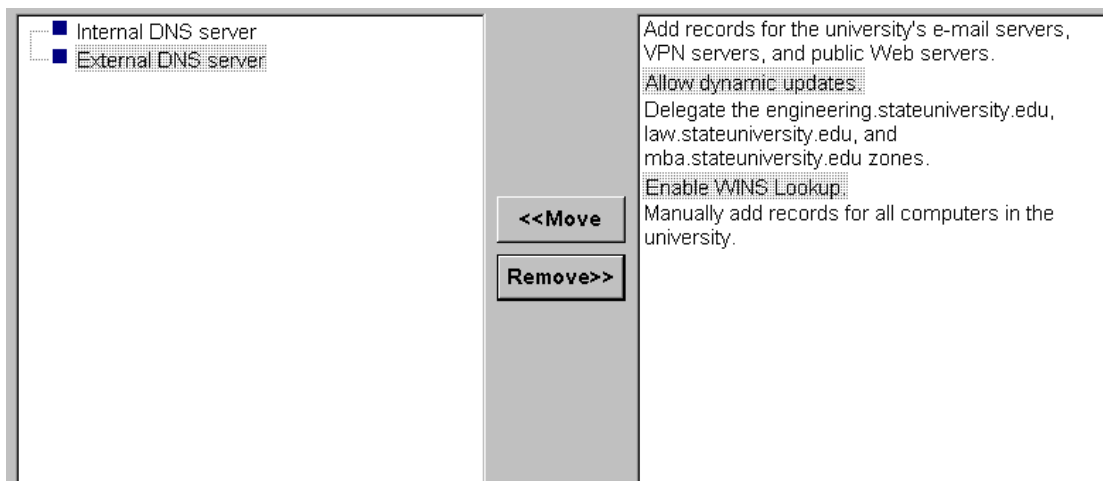 Internal DNS server
External DNS server
Add records for the university's e-mail servers,
VPN servers, and public Web servers.
Allow dynamic updates.
Delegate the engineering.stateuniversity.edu,
law.stateuniversity.edu, and
mba.stateuniversity.edu zones.
Enable WINS Lookup.
Manually add records for all computers in the
university.
<<Move
Remove>>